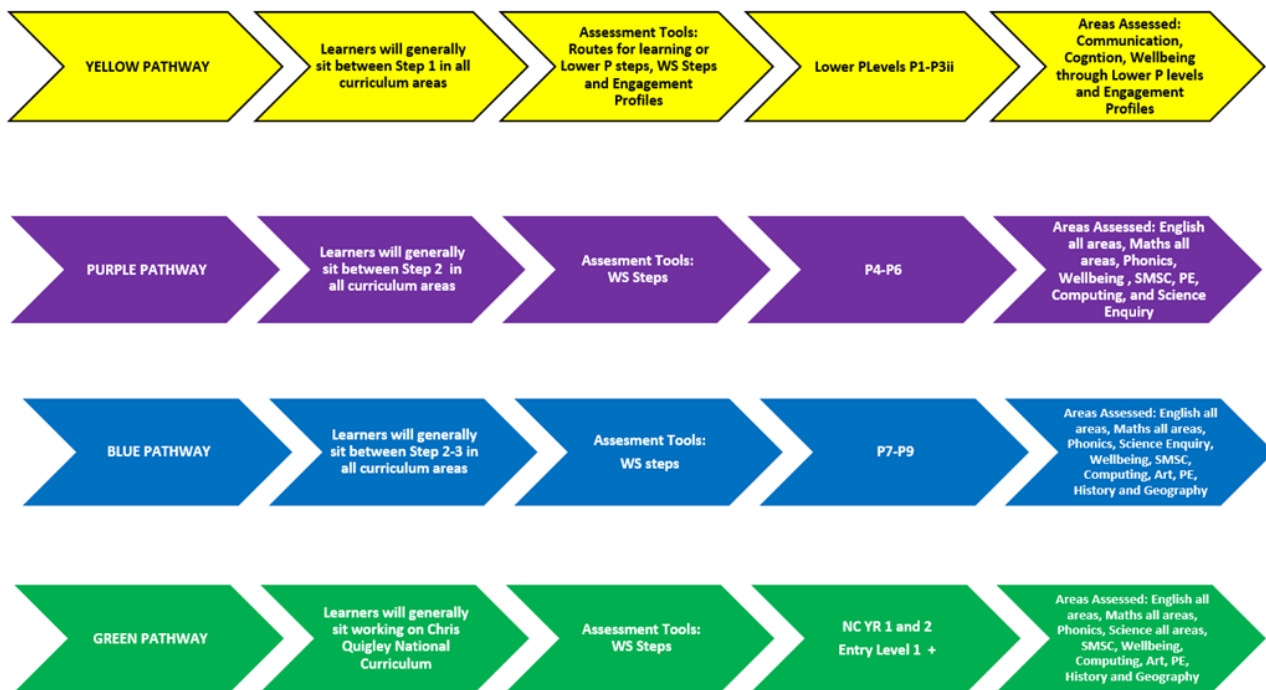 YELLOW PATHWAY
Learners will generally
sit between Step 1 in all
curriculum areas
Assessment Tools:
Routes for learning or
Lower P steps, WS Steps
and Engagement
Profiles
Lower PLevels P1-P3ii
Areas Assessed:
Communication,
Cogntion, Wellbeing
through Lower P levels
and Engagement
Profiles
PURPLE PATHWAY
Learners will generally
sit between Step 2 in
all curriculum areas
Assesment Tools:
WS Steps
P4-P6
Areas Assessed: English
all areas, Maths all
areas, Phonics,
Wellbeing , SMSC, PE,
Computing, and Science
Enquiry
BLUE PATHWAY
Learners will generally
sit between Step 2-3 in
all curriculum areas
Assesment Tools:
WS steps
P7-P9
Areas Assessed: English all
areas, Maths all areas,
Phonics, Science Enquiry,
Wellbeing, SMSC,
Computing, Art, PE,
History and Geography
GREEN PATHWAY
Learners will generally
sit working on Chris
Quigley National
Curriculum
Assessment Tools:
WS Steps
NC YR 1 and 2
Entry Level 1 +
Areas Assessed: English all
areas, Maths all areas,
Phonics, Science all areas,
SMSC, Wellbeing,
Computing, Art, PE,
History and Geography